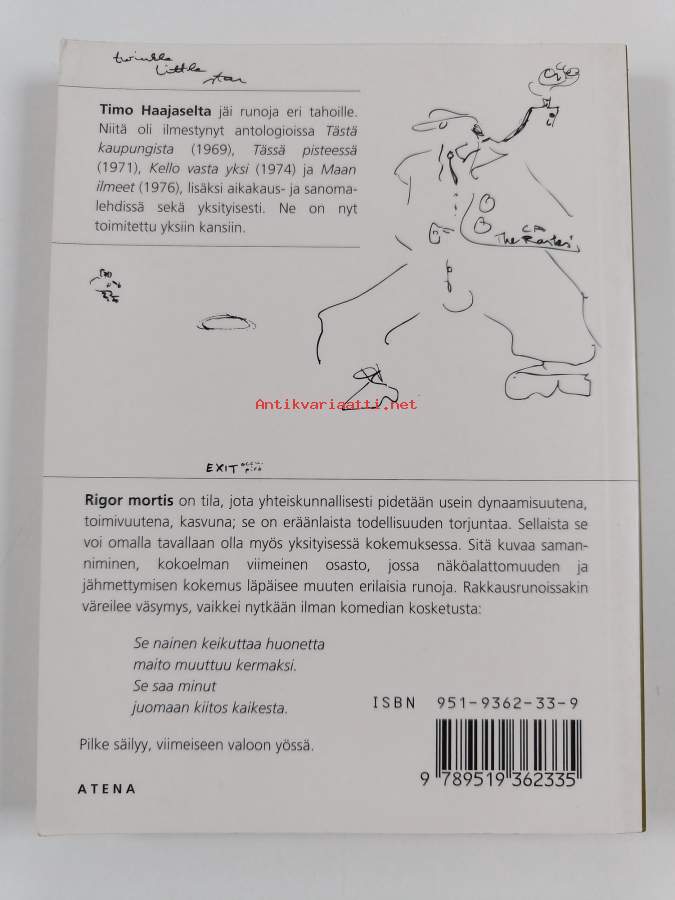 twinkle
little
star
Timo Haajaselta jäi runoja eri tahoille.
Niitä oli ilmestynyt antologioissa Tästä
kaupungista (1969), Tässä pisteessä
(1971), Kello vasta yksi (1974) ja Maan
ilmeet (1976), lisäksi aikakaus- ja sanoma-
lehdissä sekä yksityisesti. Ne on nyt
toimitettu yksiin kansiin.
The
Antikvariaatti.net
EXIT
Rigor mortis on tila, jota yhteiskunnallisesti pidetään usein dynaamisuutena,
toimivuutena, kasvuna; se on eräänlaista todellisuuden torjuntaa. Sellaista se
voi omalla tavallaan olla myös yksityisessä kokemuksessa. Sitä kuvaa saman-
niminen, kokoelman viimeinen osasto, jossa näköalattomuuden ja
jähmettymisen kokemus läpäisee muuten erilaisia runoja. Rakkausrunoissakin
väreilee väsymys, vaikkei nytkään ilman komedian kosketusta:
Se nainen keikuttaa huonetta
maito muuttuu kermaksi.
Se saa minut
juomaan kiitos kaikesta.
Pilke säilyy, viimeiseen valoon yössä.
ATENA
ISBN 951-9362-33-9
9 789519 362335